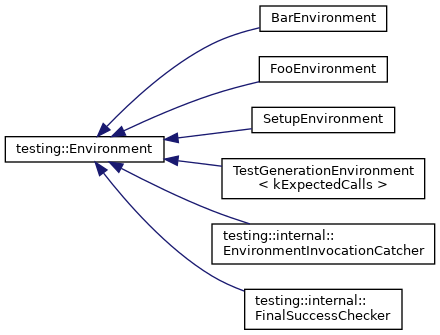 BarEnvironment
FooEnvironment
SetupEnvironment
testing::Environment
TestGenerationEnvironment
< kExpectedCalls >
testing::internal::
EnvironmentInvocationCatcher
testing::internal::
FinalSuccessChecker